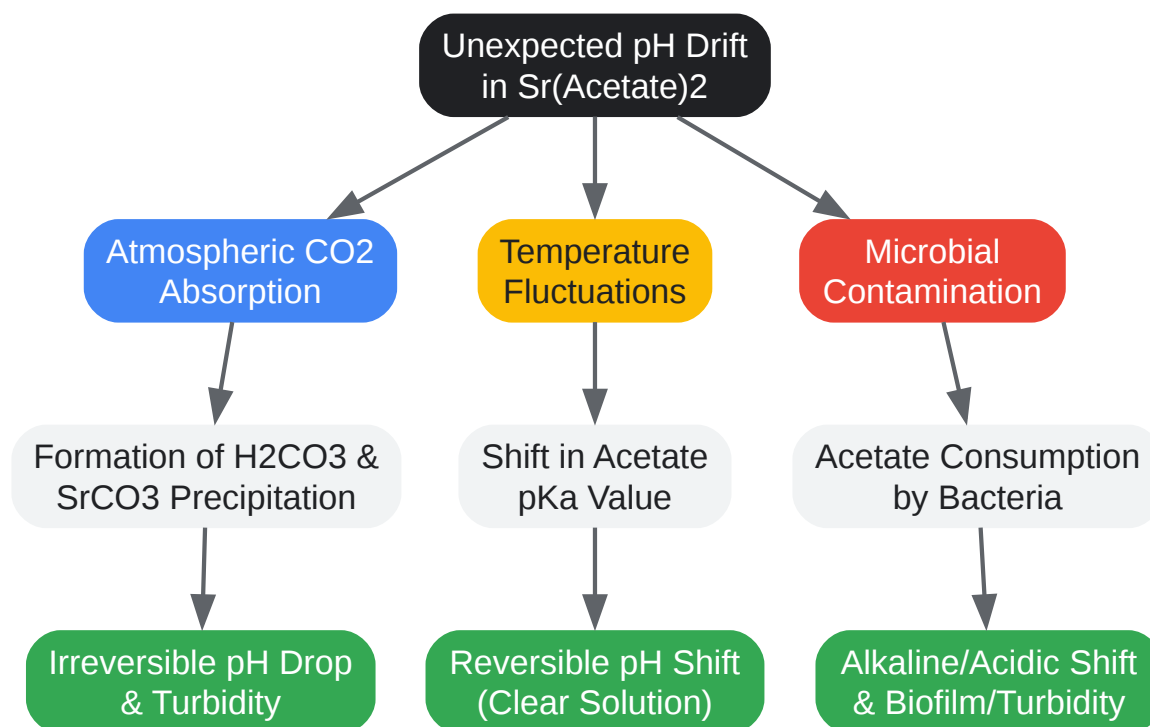 Unexpected pH Drift
in Sr(Acetate)2
Atmospheric CO2
Absorption
Temperature
Fluctuations
Microbial
Contamination
Formation of H2CO3 &
SrCO3 Precipitation
Shift in Acetate
pKa Value
Acetate Consumption
by Bacteria
Irreversible pH Drop
& Turbidity
Reversible pH Shift
(Clear Solution)
Alkaline/Acidic Shift
& Biofilm/Turbidity